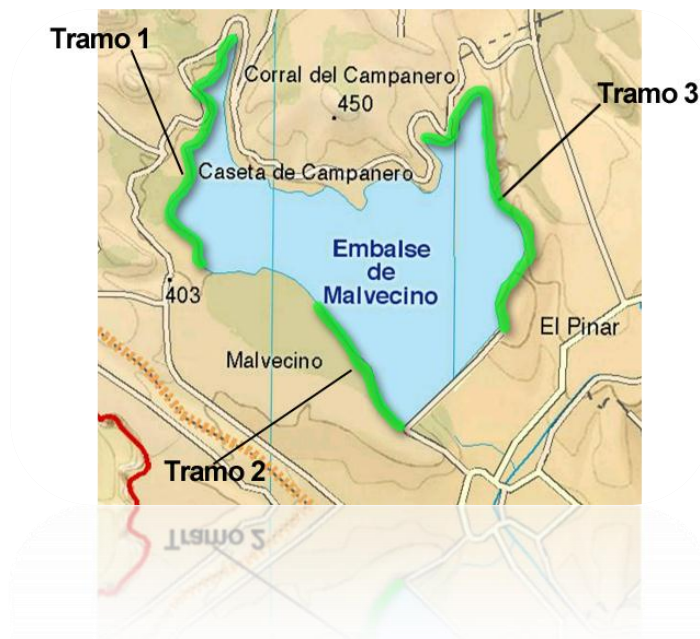 Tramo 1
Corral del Campanero
450
Tramo 3
Caseta de Campanero
Embalse
de
Malvecino
403
El Pinar
Malvecino
Tramo 2